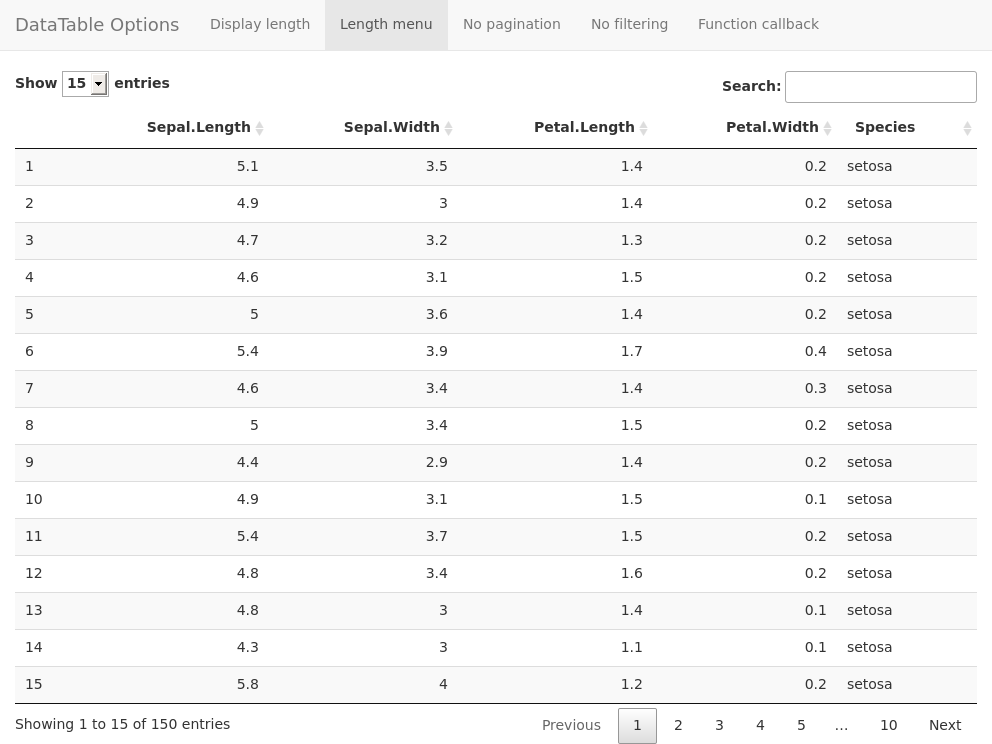 DataTable Options Display length Length menu No pagination No filtering Function callback
Show 15 entries Search:
Sepal.Length Sepal.Width Petal.Length Petal.Width Species
1 5.1 3.5 1.4 0.2 setosa
2 4.9 3 1.4 0.2 setosa
3 4.7 3.2 1.3 0.2 setosa
4 4.6 3.1 1.5 0.2 setosa
5 5 3.6 1.4 0.2 setosa
6 5.4 3.9 1.7 0.4 setosa
7 4.6 3.4 1.4 0.3 setosa
8 5 3.4 1.5 0.2 setosa
9 4.4 2.9 1.4 0.2 setosa
10 4.9 3.1 1.5 0.1 setosa
11 5.4 3.7 1.5 0.2 setosa
12 4.8 3.4 1.6 0.2 setosa
13 4.8 3 1.4 0.1 setosa
14 4.3 3 1.1 0.1 setosa
15 5.8 4 1.2 0.2 setosa
Showing 1 to 15 of 150 entries Previous 1 2 3 4 5 … 10 Next